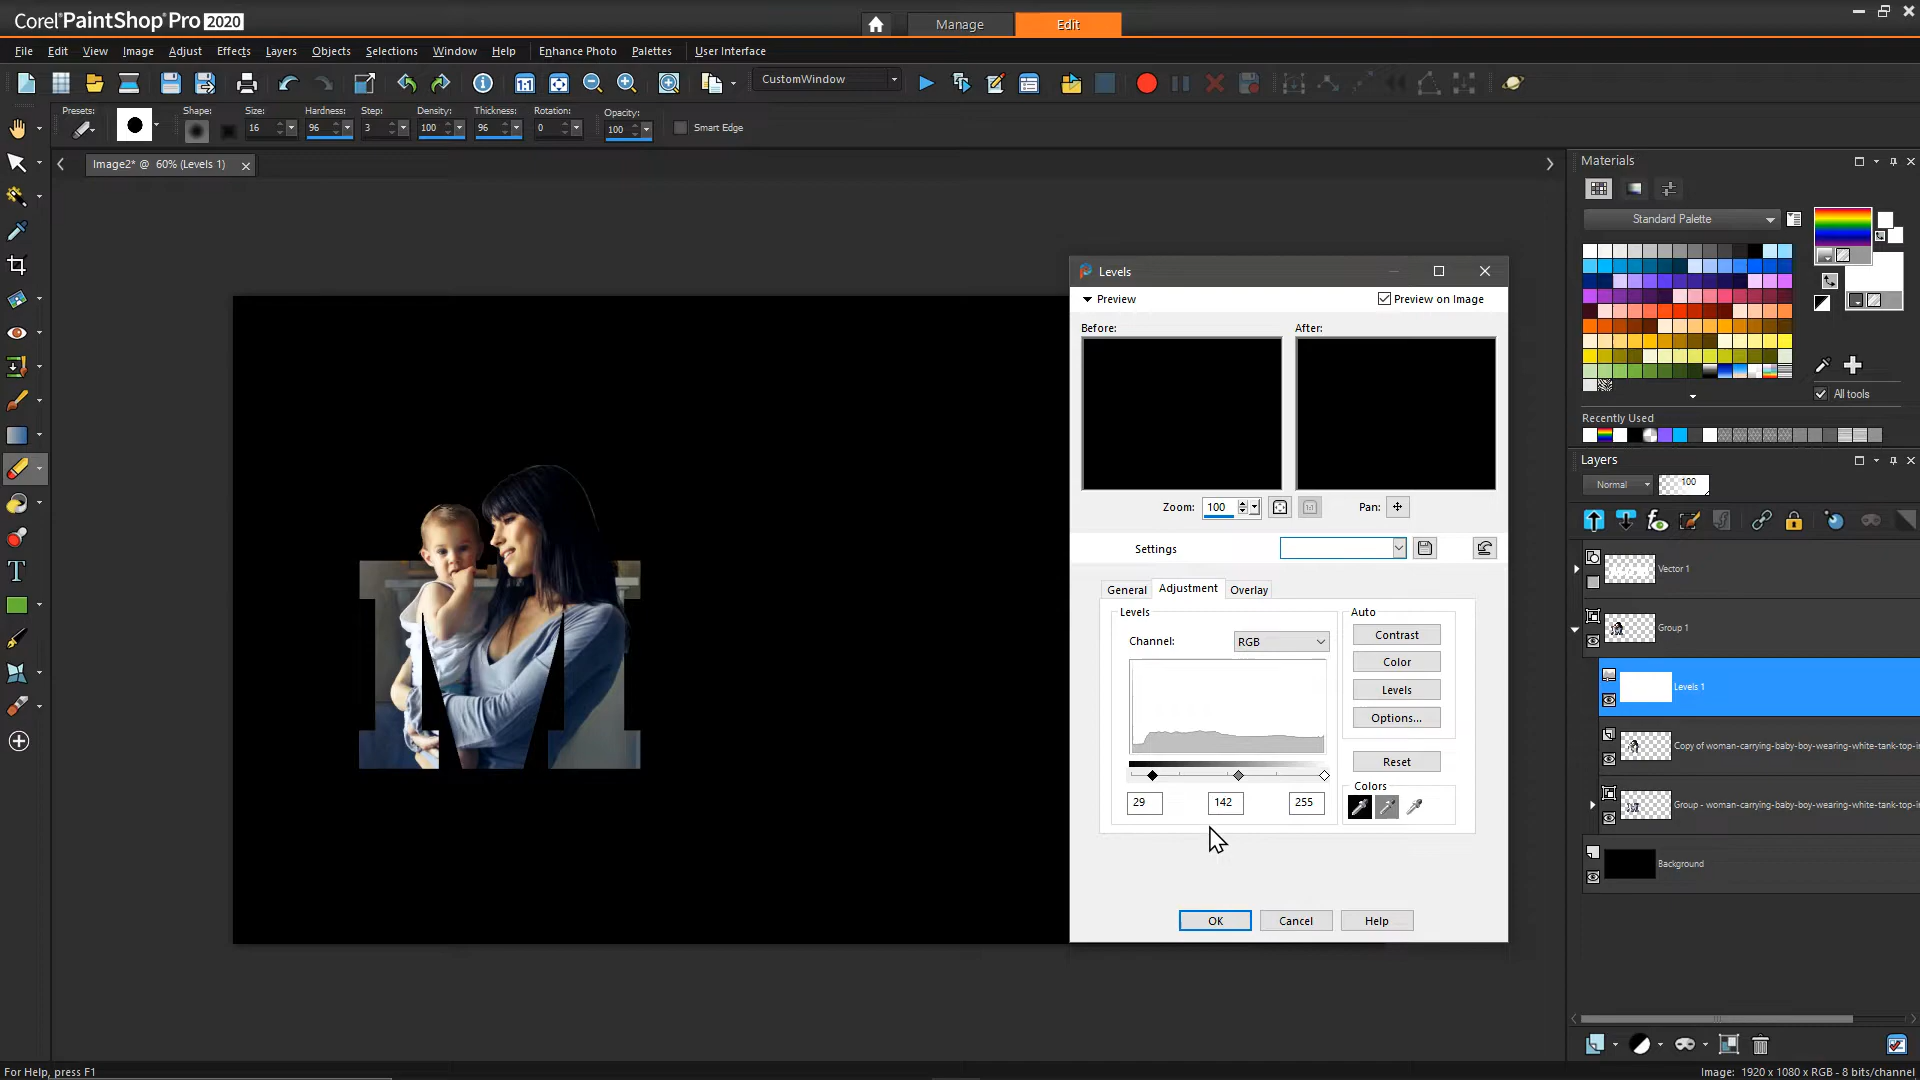 Corel PaintShop Pro 2020
Manage
Edit
File Edit View Image Adjust Effects Layers Objects Selections Window Help Enhance Photo Palettes User Interface
CustomWindow
Presets: Shape: Size: Hardness: Step: Density: Thickness: Rotation: Opacity:
16 96 3 100 96 0 100 Smart Edge
Image2* @ 60% (Levels 1)
Materials
Standard Palette
All tools
Recently Used
Layers
Normal 100
Vector 1
Group 1
Levels 1
Copy of woman-carrying-baby-boy-wearing-white-tank-top-in
Group - woman-carrying-baby-boy-wearing-white-tank-top-in
Background
Levels
Preview
Preview on Image
Before: After:
Zoom: 100 Pan:
Settings
General Adjustment Overlay
Levels
Channel: RGB
29 142 255
Auto
Contrast
Color
Levels
Options...
Reset
Colors
OK Cancel Help
M
For Help, press F1
Image: 1920 x 1080 x RGB - 8 bits/channel